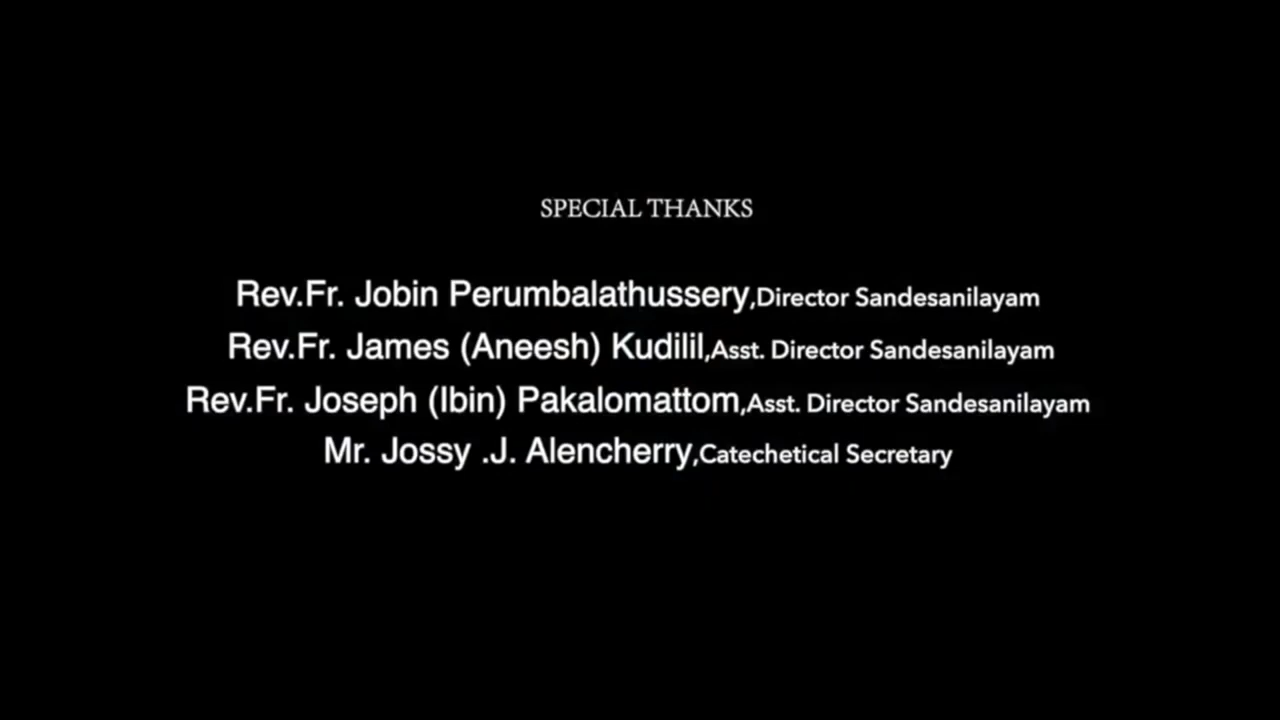 SPECIAL THANKS
Rev.Fr. Jobin Perumbalathussery,Director Sandesanilayam
Rev.Fr. James (Aneesh) Kudilil,Asst. Director Sandesanilayam
Rev.Fr. Joseph (Ibin) Pakalomattom,Asst. Director Sandesanilayam
Mr. Jossy .J. Alencherry,Catechetical Secretary